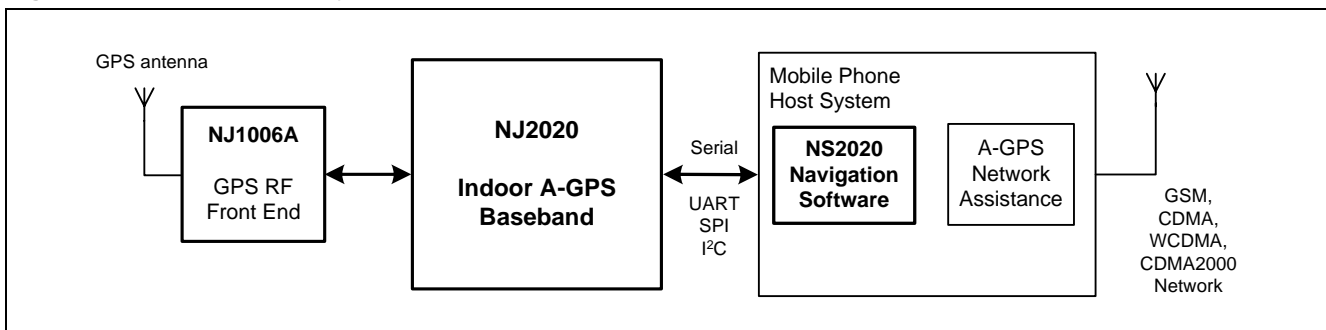 GPS antenna
NJ1006A
GPS RF
Front End
NJ2020
Indoor A-GPS
Baseband
Serial
UART
SPI
I²C
Mobile Phone
Host System
NS2020
Navigation
Software
A-GPS
Network
Assistance
GSM,
CDMA,
WCDMA,
CDMA2000
Network